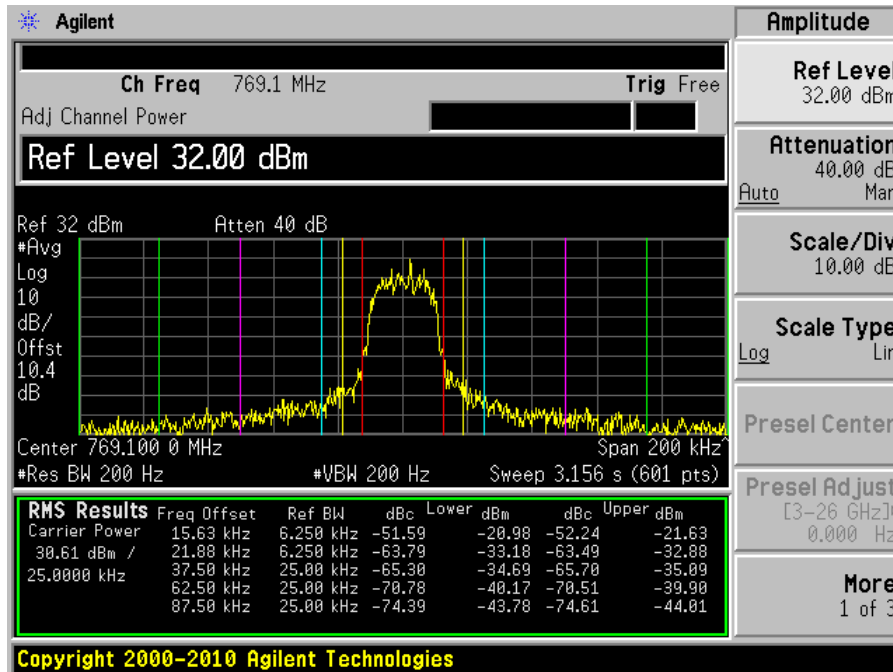 Agilent
Amplitude
Ch Freq 769.1 MHz Trig Free
Adj Channel Power
Ref Level 32.00 dBm
Ref Level
32.00 dBm
Attenuation
40.00 dB
Auto Man
Scale/Div
10.00 dB
Scale Type
Log Lin
Presel Center
Presel Adjust
[3-26 GHz]
0.000 Hz
More
1 of 3
Ref 32 dBm Atten 40 dB
#Avg
Log
10
dB/
Offst
10.4
dB
Center 769.100 0 MHz Span 200 kHz^
#Res BW 200 Hz #VBW 200 Hz Sweep 3.156 s (601 pts)
RMS Results Freq Offset Ref BW dBc Lower dBm dBc Upper dBm
Carrier Power 15.63 kHz 6.250 kHz -51.59 -20.98 -52.24 -21.63
30.61 dBm / 21.88 kHz 6.250 kHz -63.79 -33.18 -63.49 -32.88
25.0000 kHz 37.50 kHz 25.00 kHz -65.30 -34.69 -65.70 -35.09
62.50 kHz 25.00 kHz -70.78 -40.17 -70.51 -39.90
87.50 kHz 25.00 kHz -74.39 -43.78 -74.61 -44.01
Copyright 2000-2010 Agilent Technologies